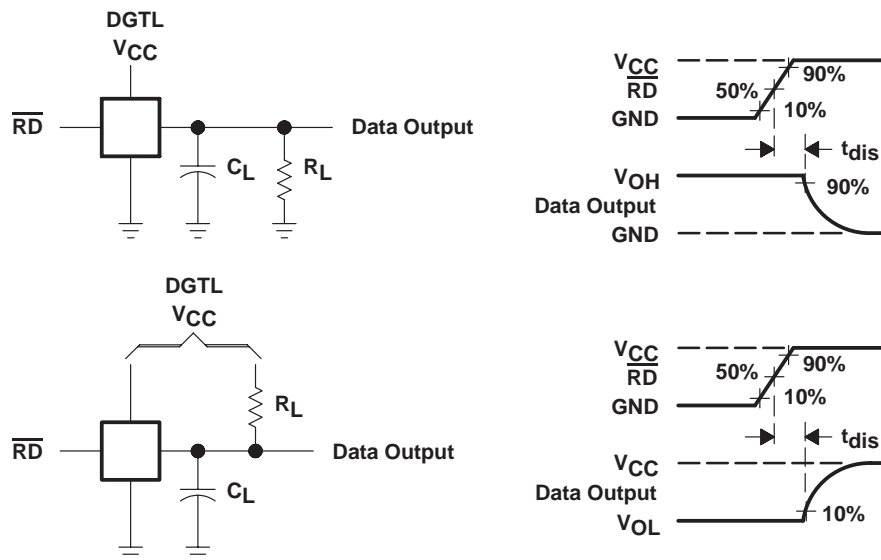 DGTL
VCC
RD
Data Output
CL
RL
VCC
RD
GND
50%
90%
10%
tdis
VOH
Data Output
GND
90%
DGTL
VCC
RL
RD
Data Output
CL
VCC
RD
GND
50%
90%
10%
tdis
VCC
Data Output
VOL
10%